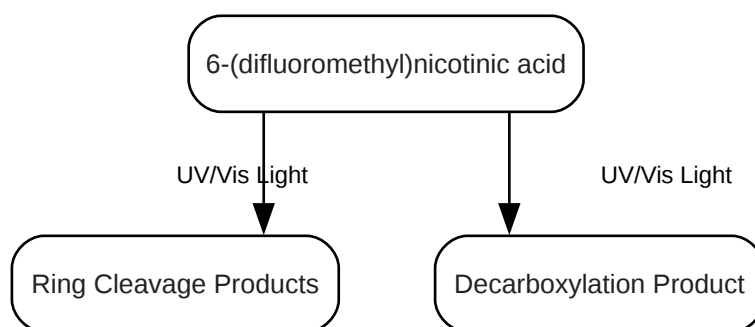 6-(difluoromethyl)nicotinic acid
UV/Vis Light
UV/Vis Light
Ring Cleavage Products
Decarboxylation Product